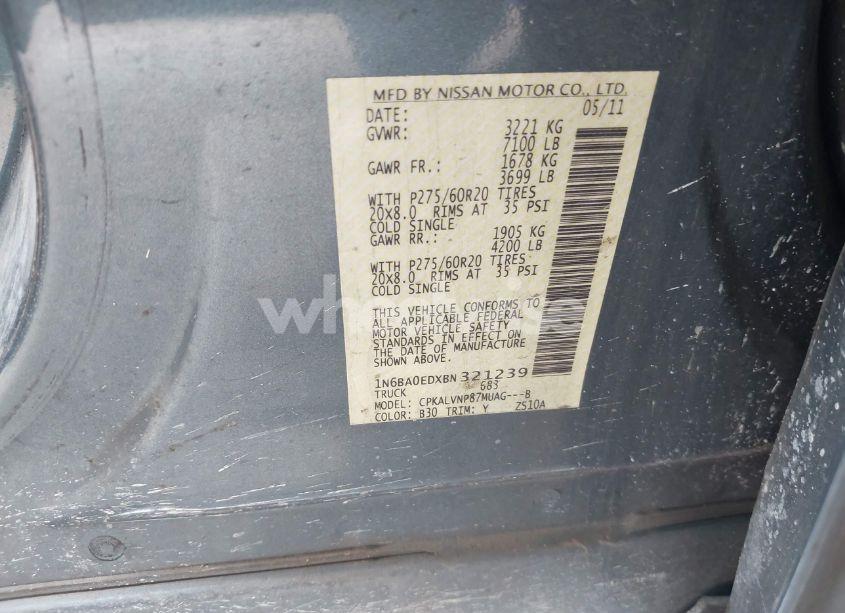 MFD BY NISSAN MOTOR CO., LTD.
DATE: 05/11
GVWR: 3221 KG
7100 LB
GAWR FR.: 1678 KG
3699 LB
WITH P275/60R20 TIRES
20X8.0 RIMS AT 35 PSI
COLD SINGLE
GAWR RR.: 1905 KG
4200 LB
WITH P275/60R20 TIRES
20X8.0 RIMS AT 35 PSI
COLD SINGLE
THIS VEHICLE CONFORMS TO
ALL APPLICABLE FEDERAL
MOTOR VEHICLE SAFETY
STANDARDS IN EFFECT ON
THE DATE OF MANUFACTURE
SHOWN ABOVE.
1N6BA0EDXBN 321239
TRUCK 683
MODEL: CPKALVNP87MUAG---B
COLOR: B30 TRIM: Y ZS10A